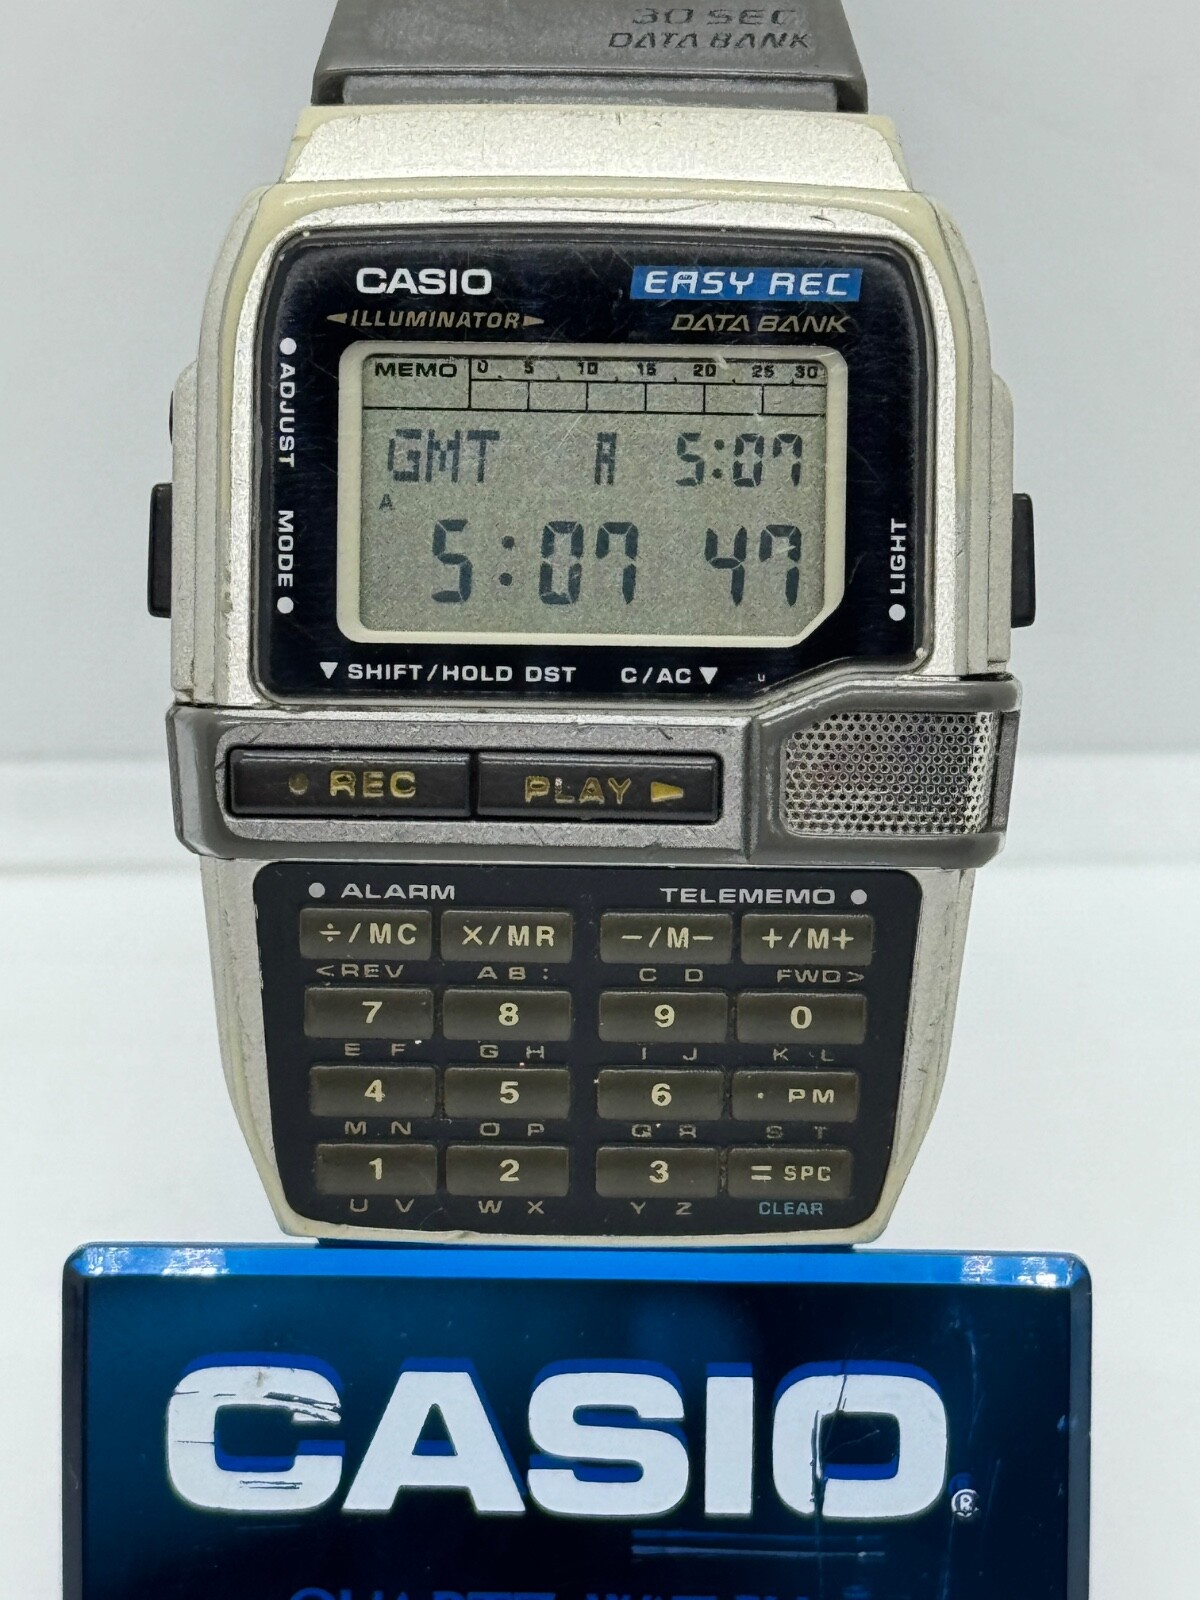 30 SEC
DATA BANK
CASIO EASY REC
ILLUMINATOR DATA BANK
ADJUST
MODE
LIGHT
MEMO 0 5 10 15 20 25 30
GMT A 5:07
A
5:07 47
SHIFT/HOLD DST C/AC U
REC PLAY
ALARM TELEMEMO
÷/MC ×/MR −/M− +/M+
<REV A B : C D FWD>
7 8 9 0
E F G H I J K L
4 5 6 · PM
M N O P Q R S T
1 2 3 = SPC
U V W X Y Z CLEAR
CASIO®